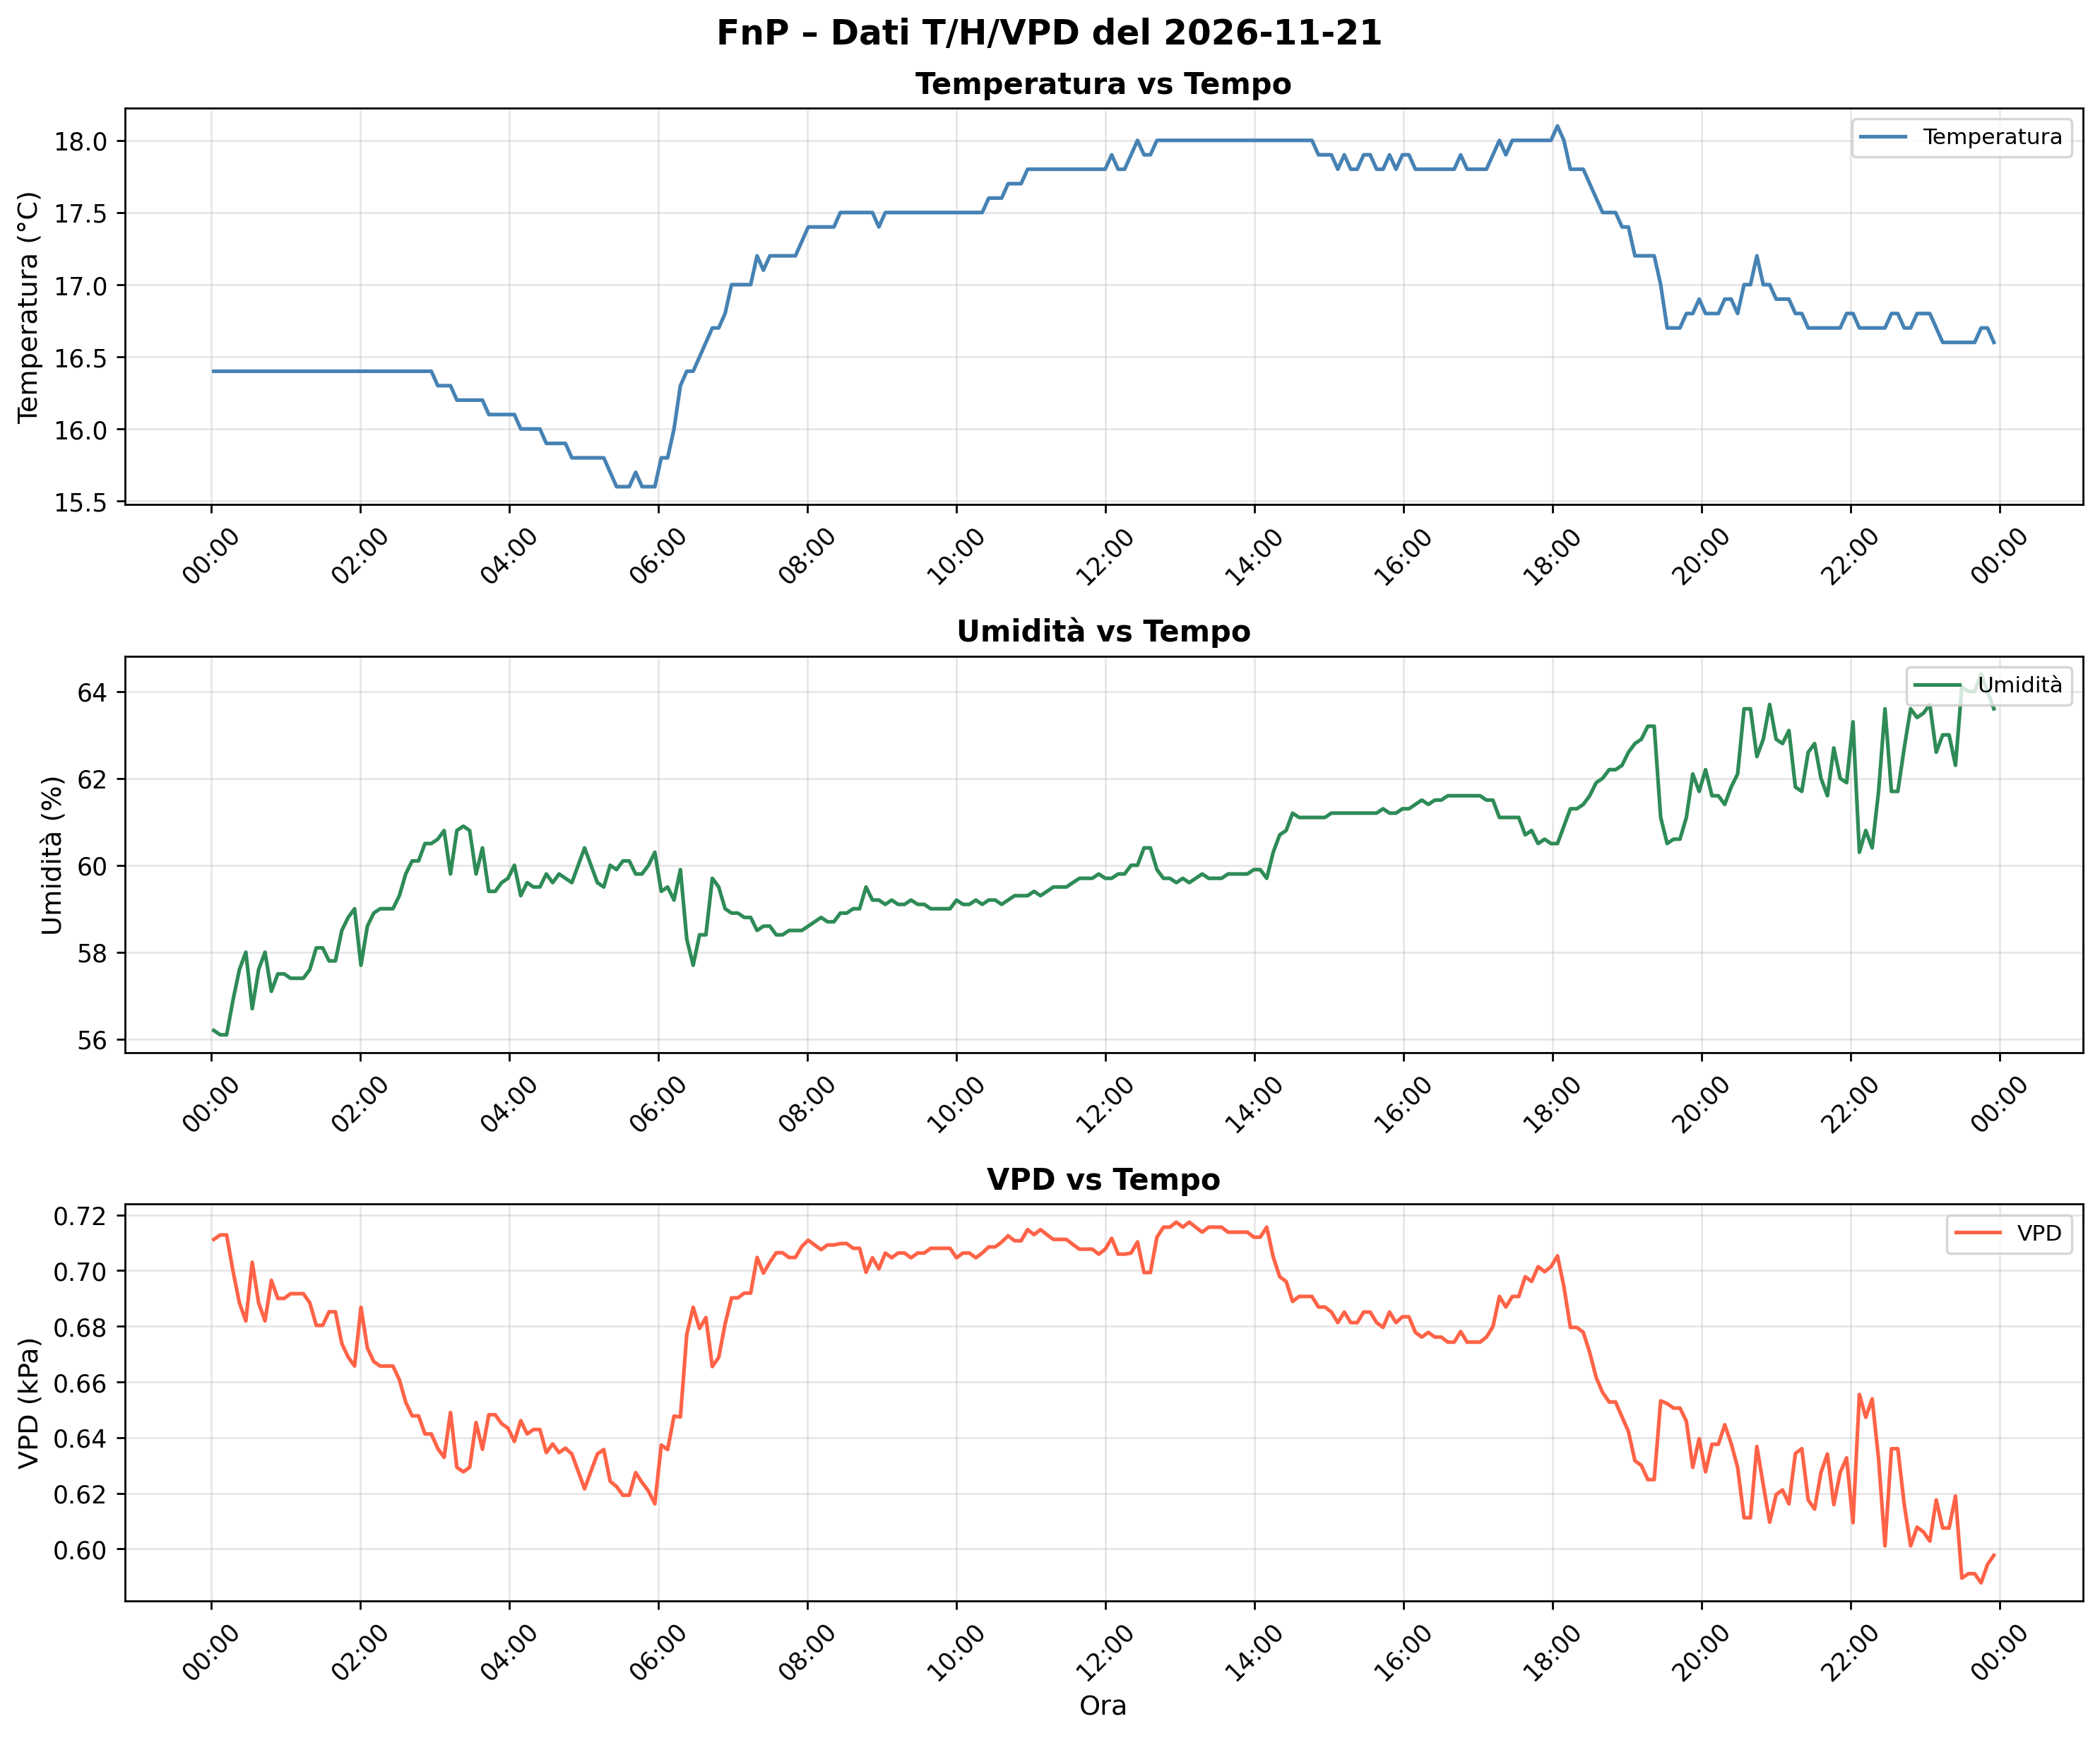 FnP – Dati T/H/VPD del 2026-11-21
Temperatura vs Tempo
Temperatura (°C)
18.0
17.5
17.0
16.5
16.0
15.5
Temperatura
00:00 02:00 04:00 06:00 08:00 10:00 12:00 14:00 16:00 18:00 20:00 22:00 00:00
Umidità vs Tempo
Umidità (%)
64
62
60
58
56
Umidità
00:00 02:00 04:00 06:00 08:00 10:00 12:00 14:00 16:00 18:00 20:00 22:00 00:00
VPD vs Tempo
VPD (kPa)
0.72
0.70
0.68
0.66
0.64
0.62
0.60
VPD
00:00 02:00 04:00 06:00 08:00 10:00 12:00 14:00 16:00 18:00 20:00 22:00 00:00
Ora